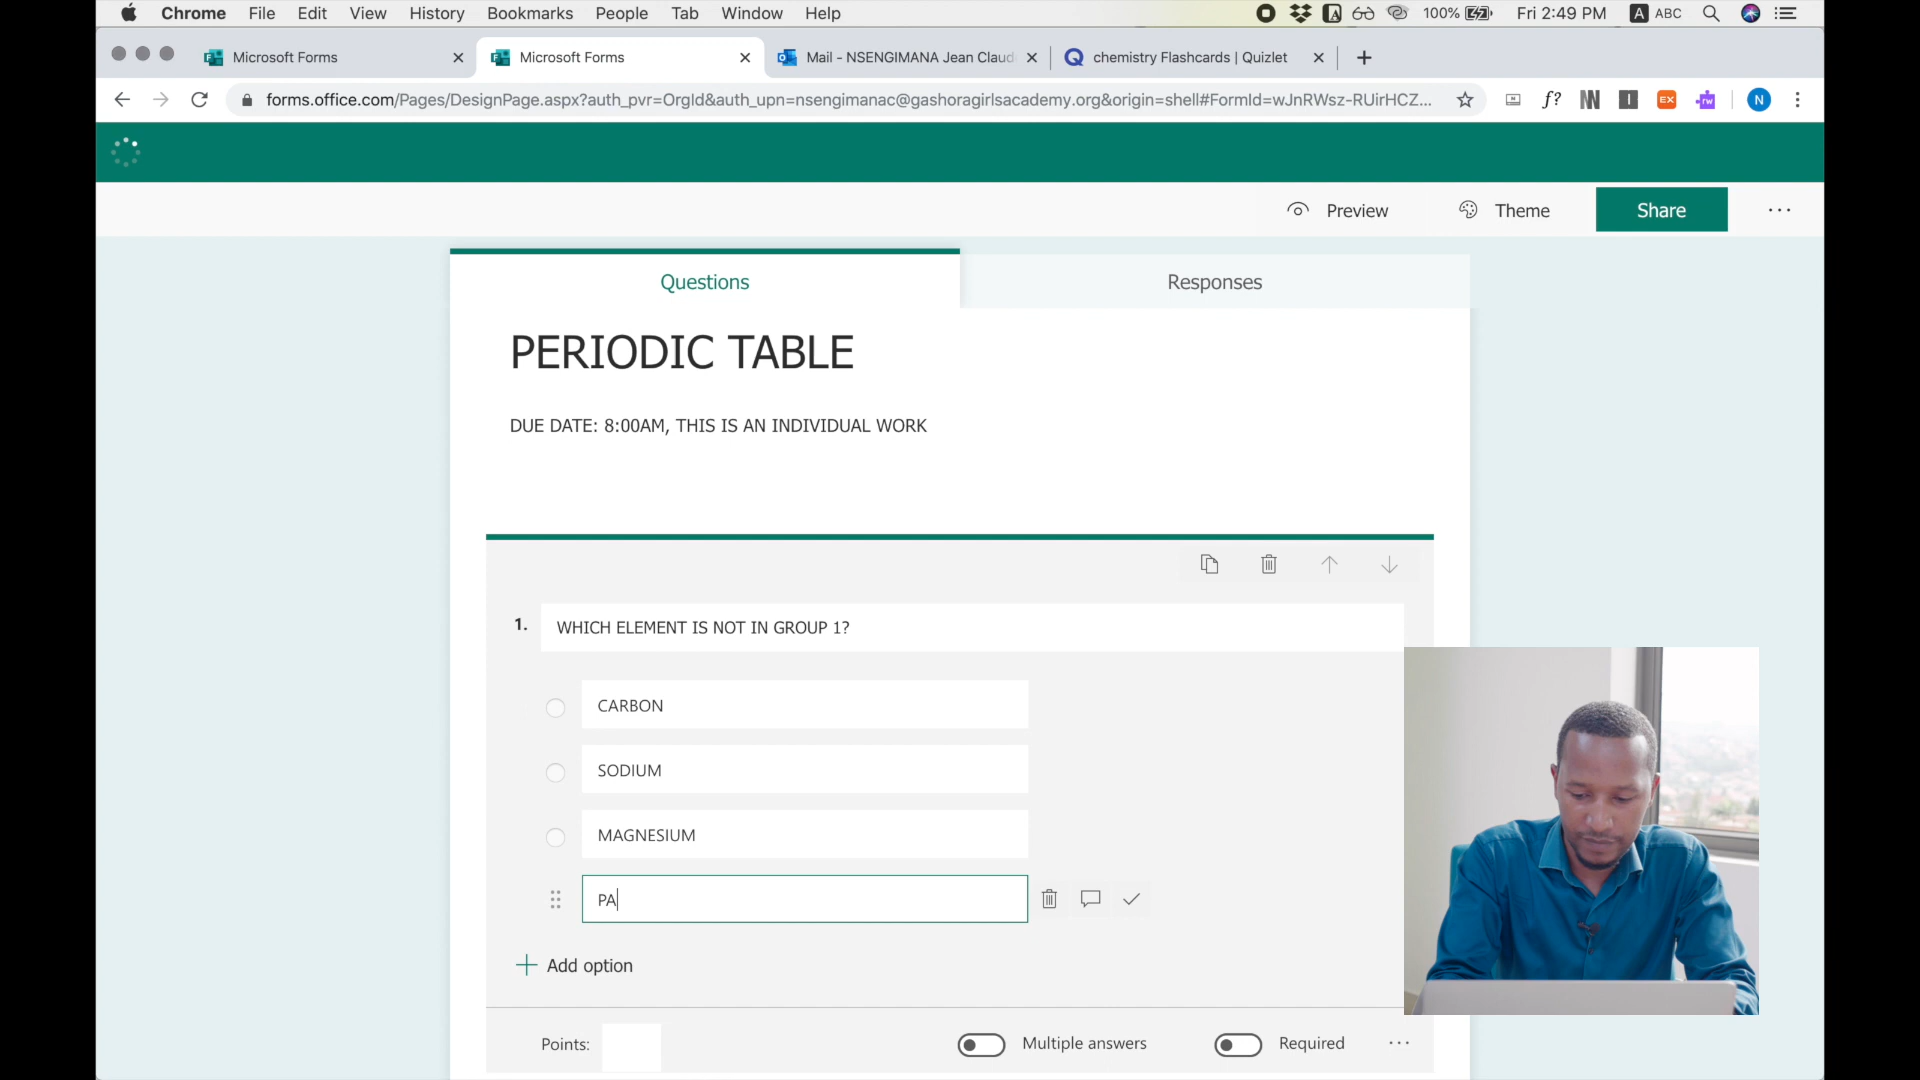 Chrome File Edit View History Bookmarks People Tab Window Help 100% Fri 2:49 PM A ABC
Microsoft Forms Microsoft Forms Mail - NSENGIMANA Jean Claud chemistry Flashcards | Quizlet
forms.office.com/Pages/DesignPage.aspx?auth_pvr=OrgId&auth_upn=nsengimanac@gashoragirlsacademy.org&origin=shell#FormId=wJnRWsz-RUirHCZ... f? EX rw N
Preview Theme Share ...
Questions Responses
PERIODIC TABLE
DUE DATE: 8:00AM, THIS IS AN INDIVIDUAL WORK
1. WHICH ELEMENT IS NOT IN GROUP 1?
CARBON
SODIUM
MAGNESIUM
PA
Add option
Points: Multiple answers Required ...